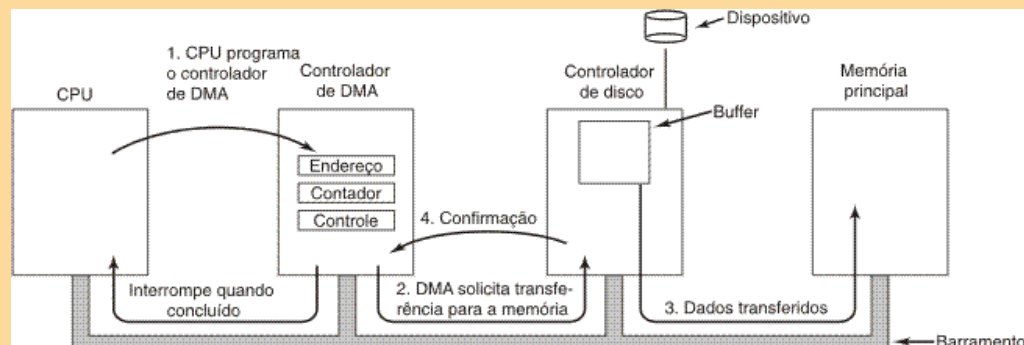 Dispositivo
1. CPU programa
o controlador
de DMA
CPU
Controlador
de DMA
Controlador
de disco
Memória
principal
Buffer
Endereço
Contador
Controle
4. Confirmação
Interrompe quando
concluído
2. DMA solicita transfe-
rência para a memória
3. Dados transferidos
Barramento